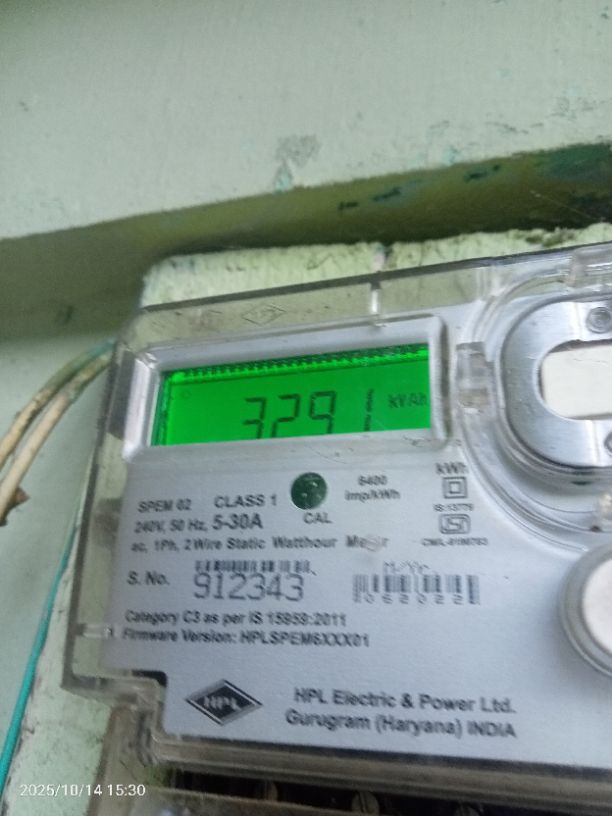 3291 kVAh
SPEM 02 CLASS 1
240V, 50 Hz, 5-30A
CAL
6400
imp/kWh
kWh
IS:13779
ac, 1Ph, 2 Wire Static Watthour Meter
S. No. 912343
M/Yr.
Category C3 as per IS 15959:2011
Firmware Version: HPLSPEM6XXX01
HPL
HPL Electric & Power Ltd.
Gurugram (Haryana) INDIA
2025/10/14 15:30